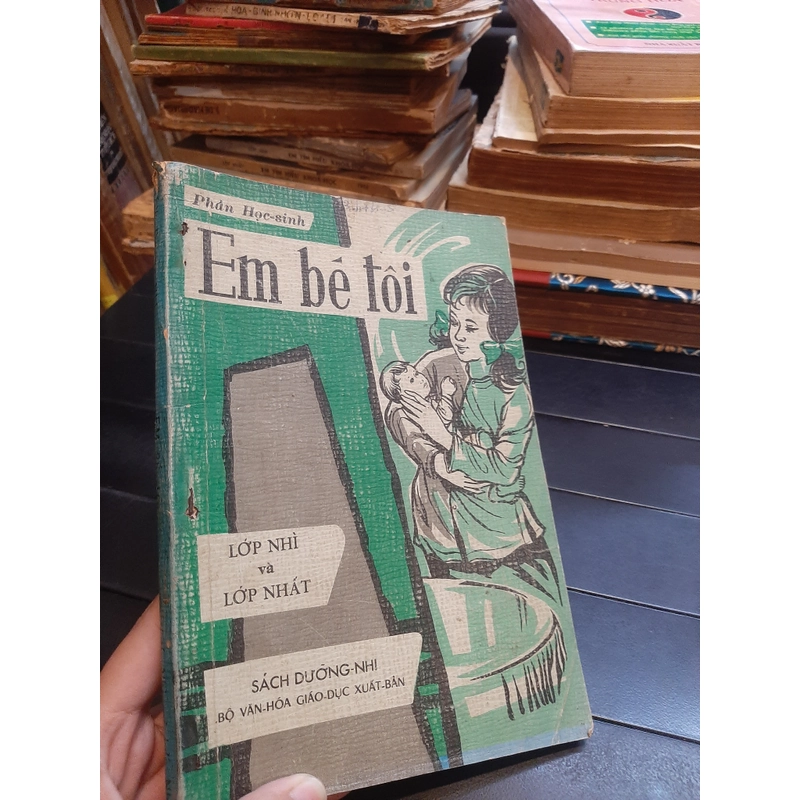 Phần Học-sinh
Em bé tôi
LỚP NHÌ
và
LỚP NHẤT
SÁCH DƯỠNG-NHI
BỘ VĂN-HÓA GIÁO-DỤC XUẤT-BẢN